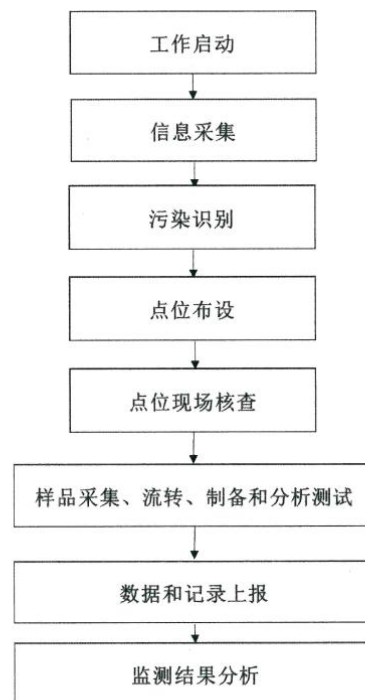 工作启动
信息采集
污染识别
点位布设
点位现场核查
样品采集、流转、制备和分析测试
数据和记录上报
监测结果分析